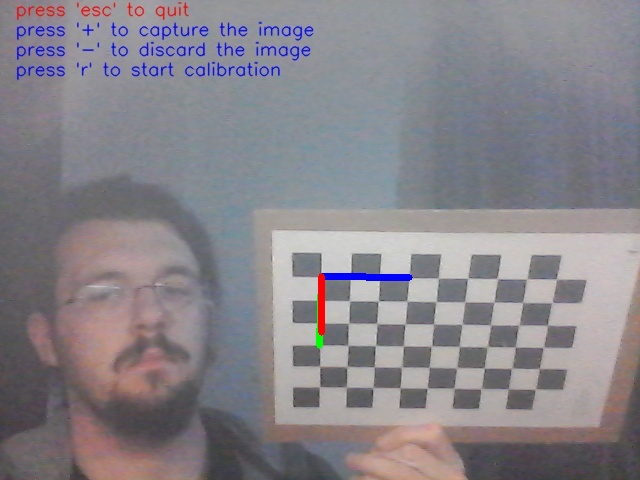 press 'esc' to quit
press '+' to capture the image
press '-' to discard the image
press 'r' to start calibration